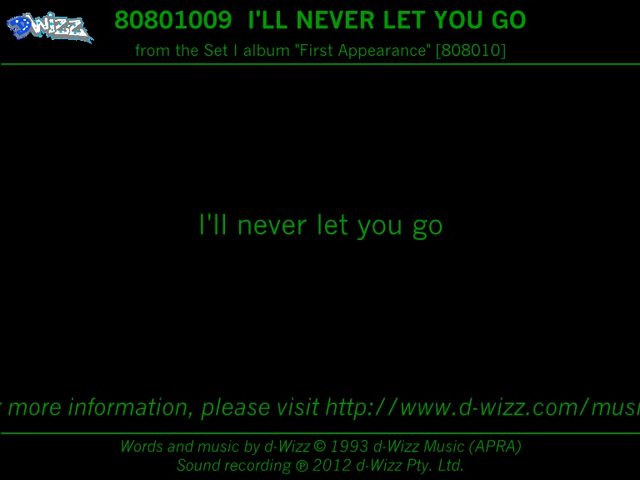 D-Wizz
80801009 I'LL NEVER LET YOU GO
from the Set I album "First Appearance" [808010]
I'll never let you go
r more information, please visit http://www.d-wizz.com/musi
Words and music by d-Wizz © 1993 d-Wizz Music (APRA)
Sound recording ℗ 2012 d-Wizz Pty. Ltd.